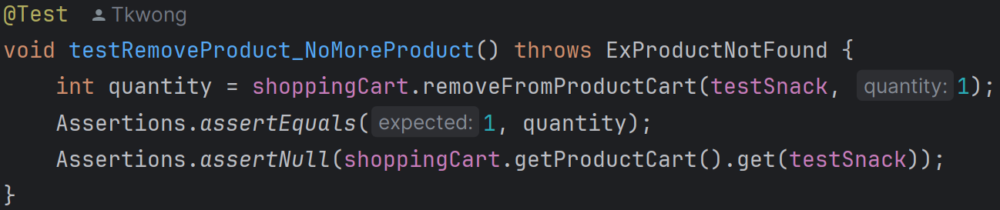 @Test Tkwong
void testRemoveProduct_NoMoreProduct() throws ExProductNotFound {
    int quantity = shoppingCart.removeFromProductCart(testSnack, quantity: 1);
    Assertions.assertEquals( expected: 1, quantity);
    Assertions.assertNull(shoppingCart.getProductCart().get(testSnack));
}